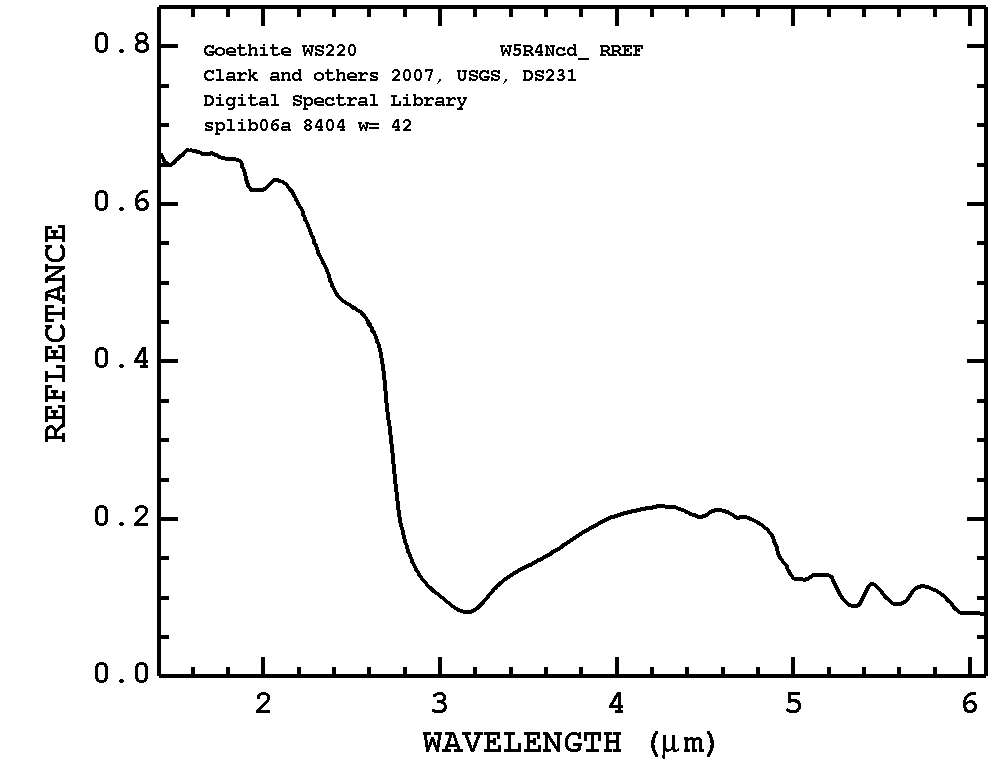 Goethite WS220 W5R4Ncd_ RREF
Clark and others 2007, USGS, DS231
Digital Spectral Library
splib06a 8404 w= 42
0.8
0.6
0.4
0.2
0.0
REFLECTANCE
2 3 4 5 6
WAVELENGTH (μm)